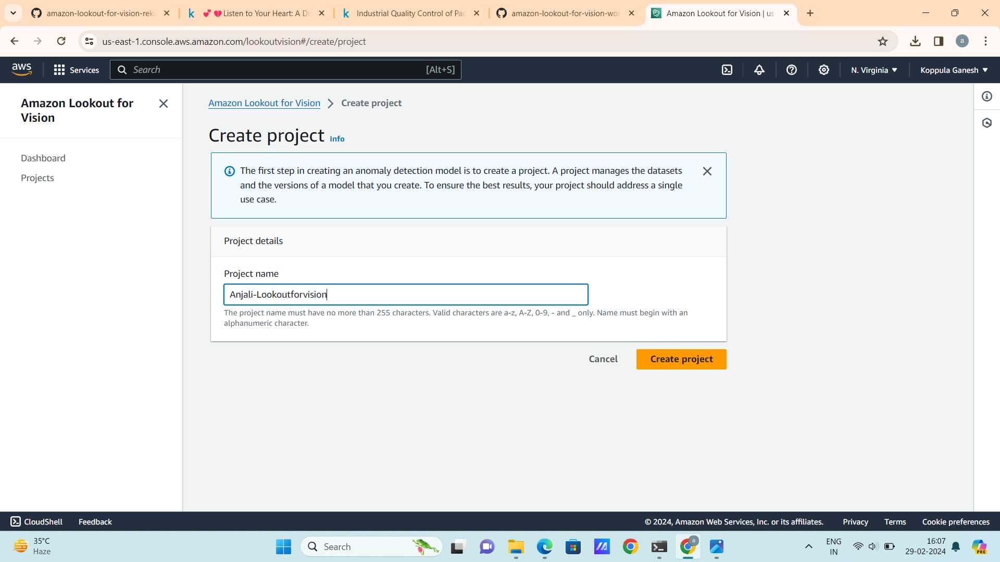 amazon-lookout-for-vision-rek
💕 💔 Listen to Your Heart: A Di
Industrial Quality Control of Pac
amazon-lookout-for-vision-wor
Amazon Lookout for Vision | us
us-east-1.console.aws.amazon.com/lookoutvision#/create/project
a
aws
Services
Search
[Alt+S]
N. Virginia
Koppula Ganesh
Amazon Lookout for
Vision
Dashboard
Projects
Amazon Lookout for Vision
Create project
Create project
Info
The first step in creating an anomaly detection model is to create a project. A project manages the datasets
and the versions of a model that you create. To ensure the best results, your project should address a single
use case.
Project details
Project name
Anjali-Lookoutforvision
The project name must have no more than 255 characters. Valid characters are a-z, A-Z, 0-9, - and _ only. Name must begin with an
alphanumeric character.
Cancel
Create project
CloudShell
Feedback
© 2024, Amazon Web Services, Inc. or its affiliates.
Privacy
Terms
Cookie preferences
35°C
Haze
Search
a
ENG
IN
16:07
29-02-2024
PRE